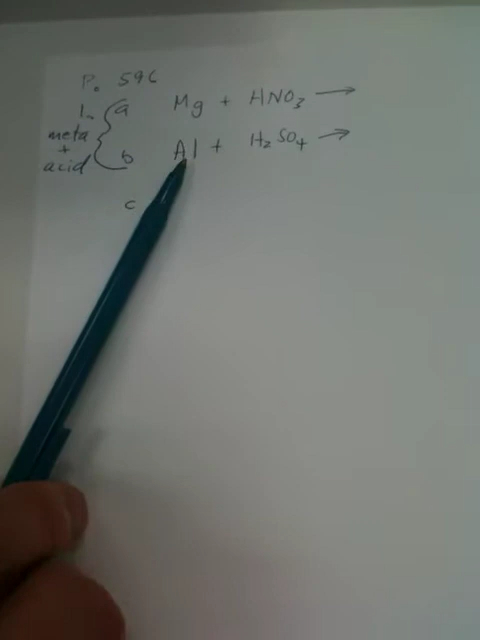 P. 596
1. a Mg + HNO3 →
meta
+
acid
b Al + H2SO4 →
c